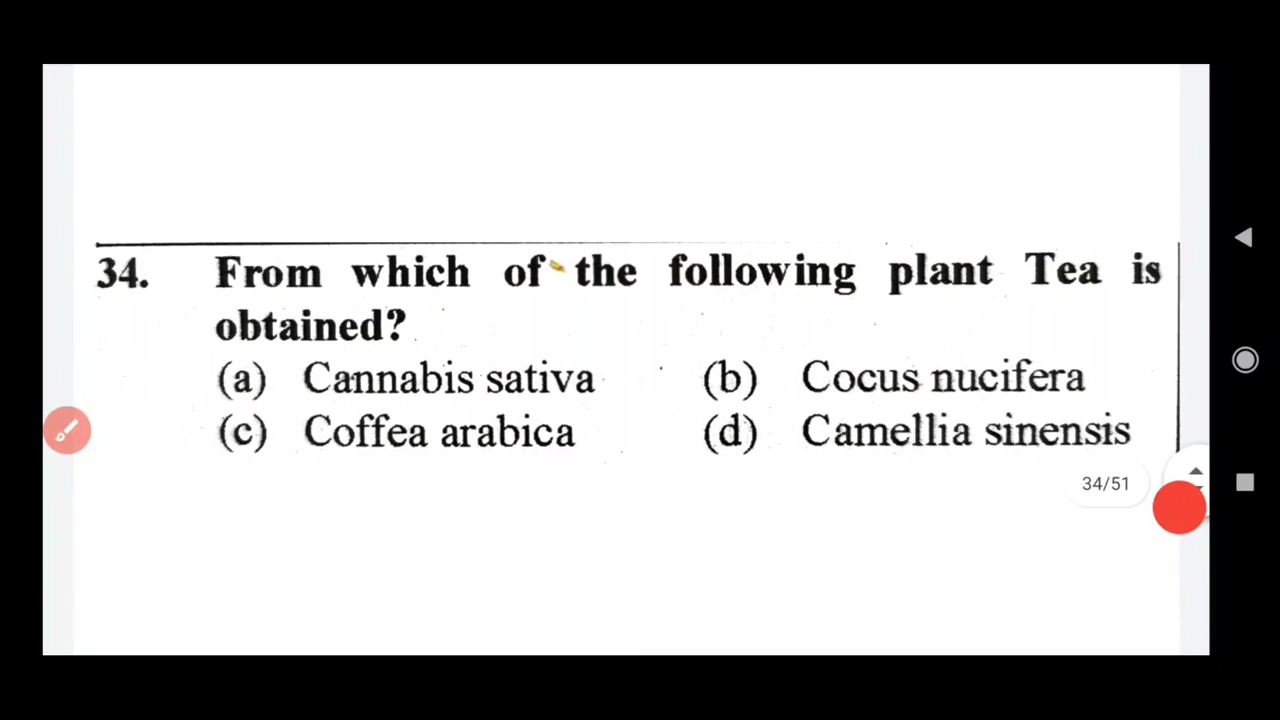 34. From which of the following plant Tea is
obtained?
(a) Cannabis sativa (b) Cocus nucifera
(c) Coffea arabica (d) Camellia sinensis
34/51